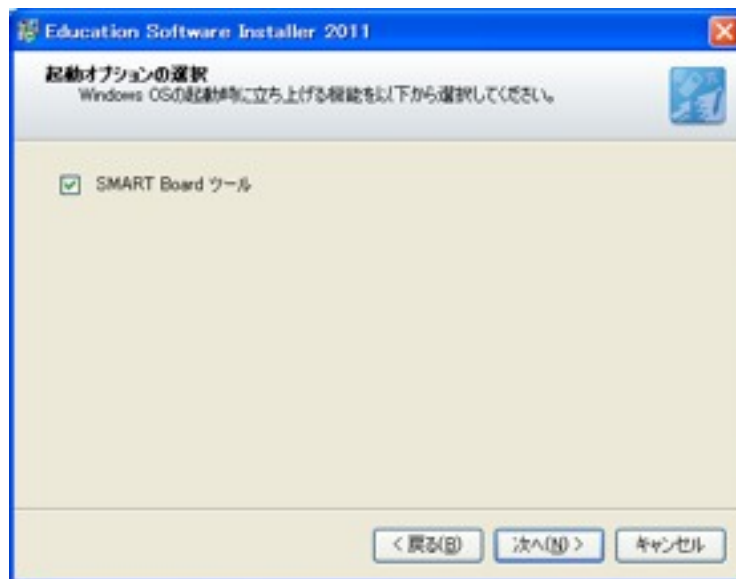 Education Software Installer 2011
起動オプションの選択
Windows OSの起動時に立ち上げる機能を以下から選択してください。
SMART Board ツール
< 戻る(B)
次へ(N) >
キャンセル